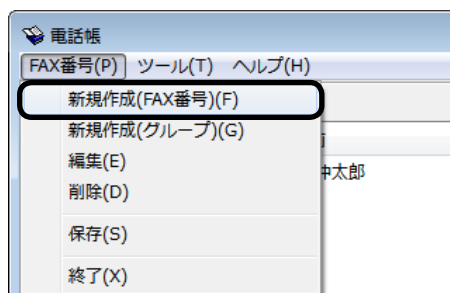 電話帳
FAX番号(P) ツール(T) ヘルプ(H)
新規作成(FAX番号)(F)
新規作成(グループ)(G)
編集(E)
太郎
削除(D)
保存(S)
終了(X)